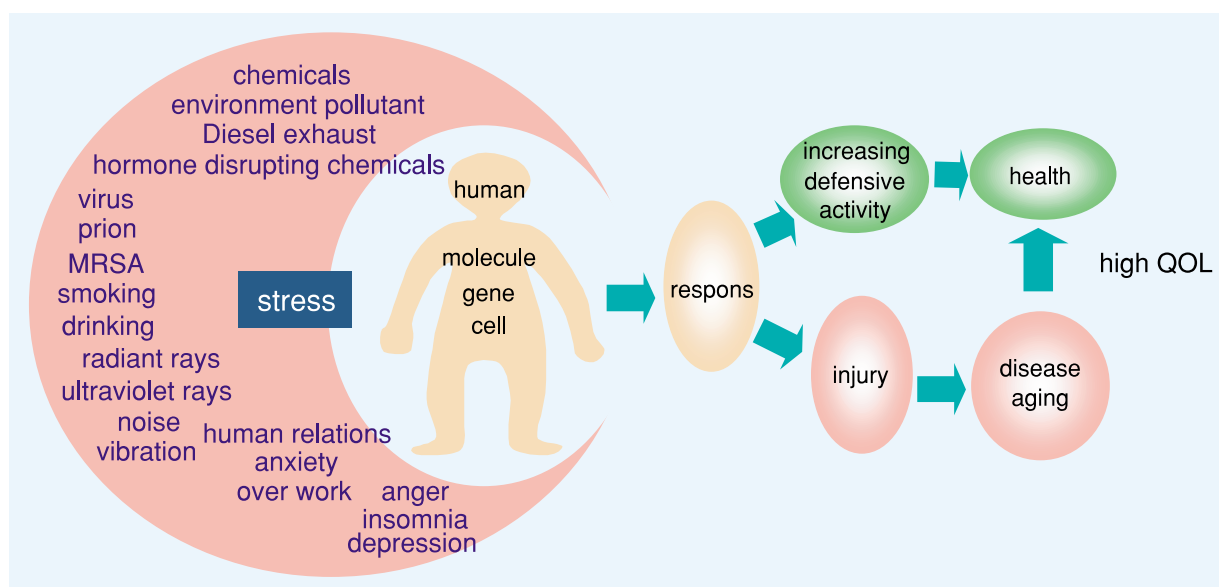 chemicals
environment pollutant
Diesel exhaust
hormone disrupting chemicals
virus
prion
MRSA
smoking
drinking
radiant rays
ultraviolet rays
noise
vibration
human relations
anxiety
over work
anger
insomnia
depression
stress
human
molecule
gene
cell
respons
increasing
defensive
activity
health
injury
disease
aging
high QOL